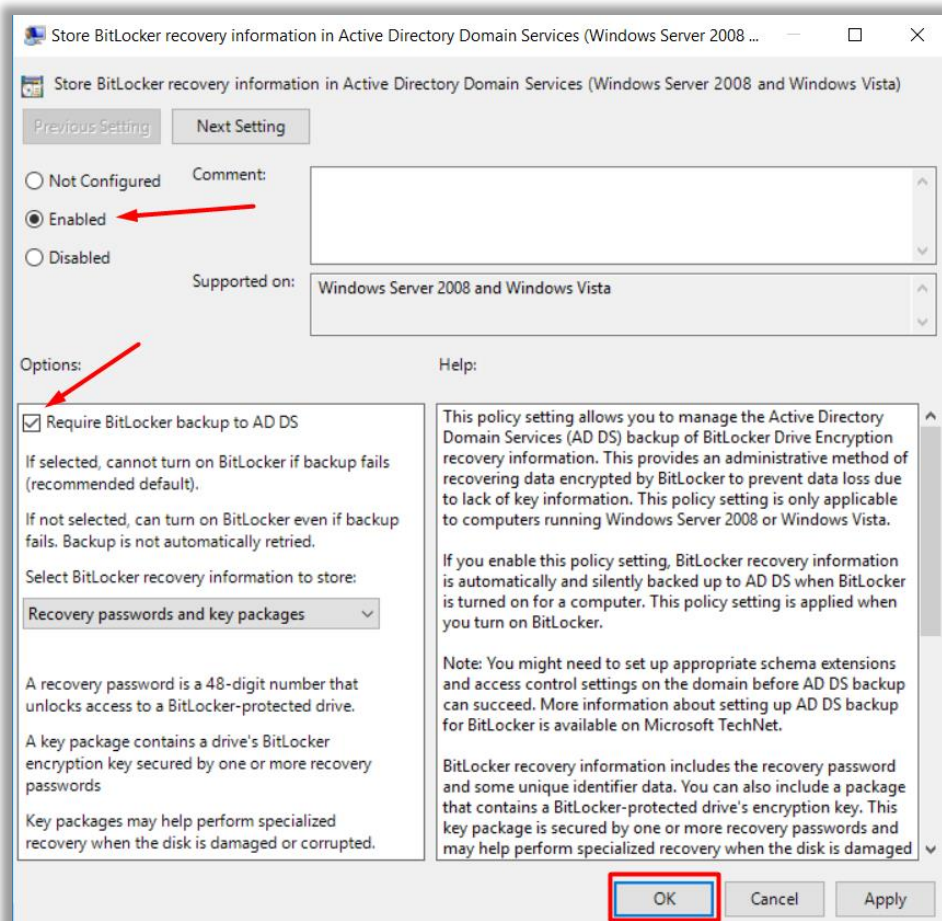 Store BitLocker recovery information in Active Directory Domain Services (Windows Server 2008 ...
Store BitLocker recovery information in Active Directory Domain Services (Windows Server 2008 and Windows Vista)
Previous Setting
Next Setting
Not Configured
Comment:
Enabled
Disabled
Supported on:
Windows Server 2008 and Windows Vista
Options:
Help:
Require BitLocker backup to AD DS
If selected, cannot turn on BitLocker if backup fails
(recommended default).
If not selected, can turn on BitLocker even if backup
fails. Backup is not automatically retried.
Select BitLocker recovery information to store:
Recovery passwords and key packages
A recovery password is a 48-digit number that
unlocks access to a BitLocker-protected drive.
A key package contains a drive's BitLocker
encryption key secured by one or more recovery
passwords
Key packages may help perform specialized
recovery when the disk is damaged or corrupted.
This policy setting allows you to manage the Active Directory
Domain Services (AD DS) backup of BitLocker Drive Encryption
recovery information. This provides an administrative method of
recovering data encrypted by BitLocker to prevent data loss due
to lack of key information. This policy setting is only applicable
to computers running Windows Server 2008 or Windows Vista.
If you enable this policy setting, BitLocker recovery information
is automatically and silently backed up to AD DS when BitLocker
is turned on for a computer. This policy setting is applied when
you turn on BitLocker.
Note: You might need to set up appropriate schema extensions
and access control settings on the domain before AD DS backup
can succeed. More information about setting up AD DS backup
for BitLocker is available on Microsoft TechNet.
BitLocker recovery information includes the recovery password
and some unique identifier data. You can also include a package
that contains a BitLocker-protected drive's encryption key. This
key package is secured by one or more recovery passwords and
may help perform specialized recovery when the disk is damaged
OK
Cancel
Apply